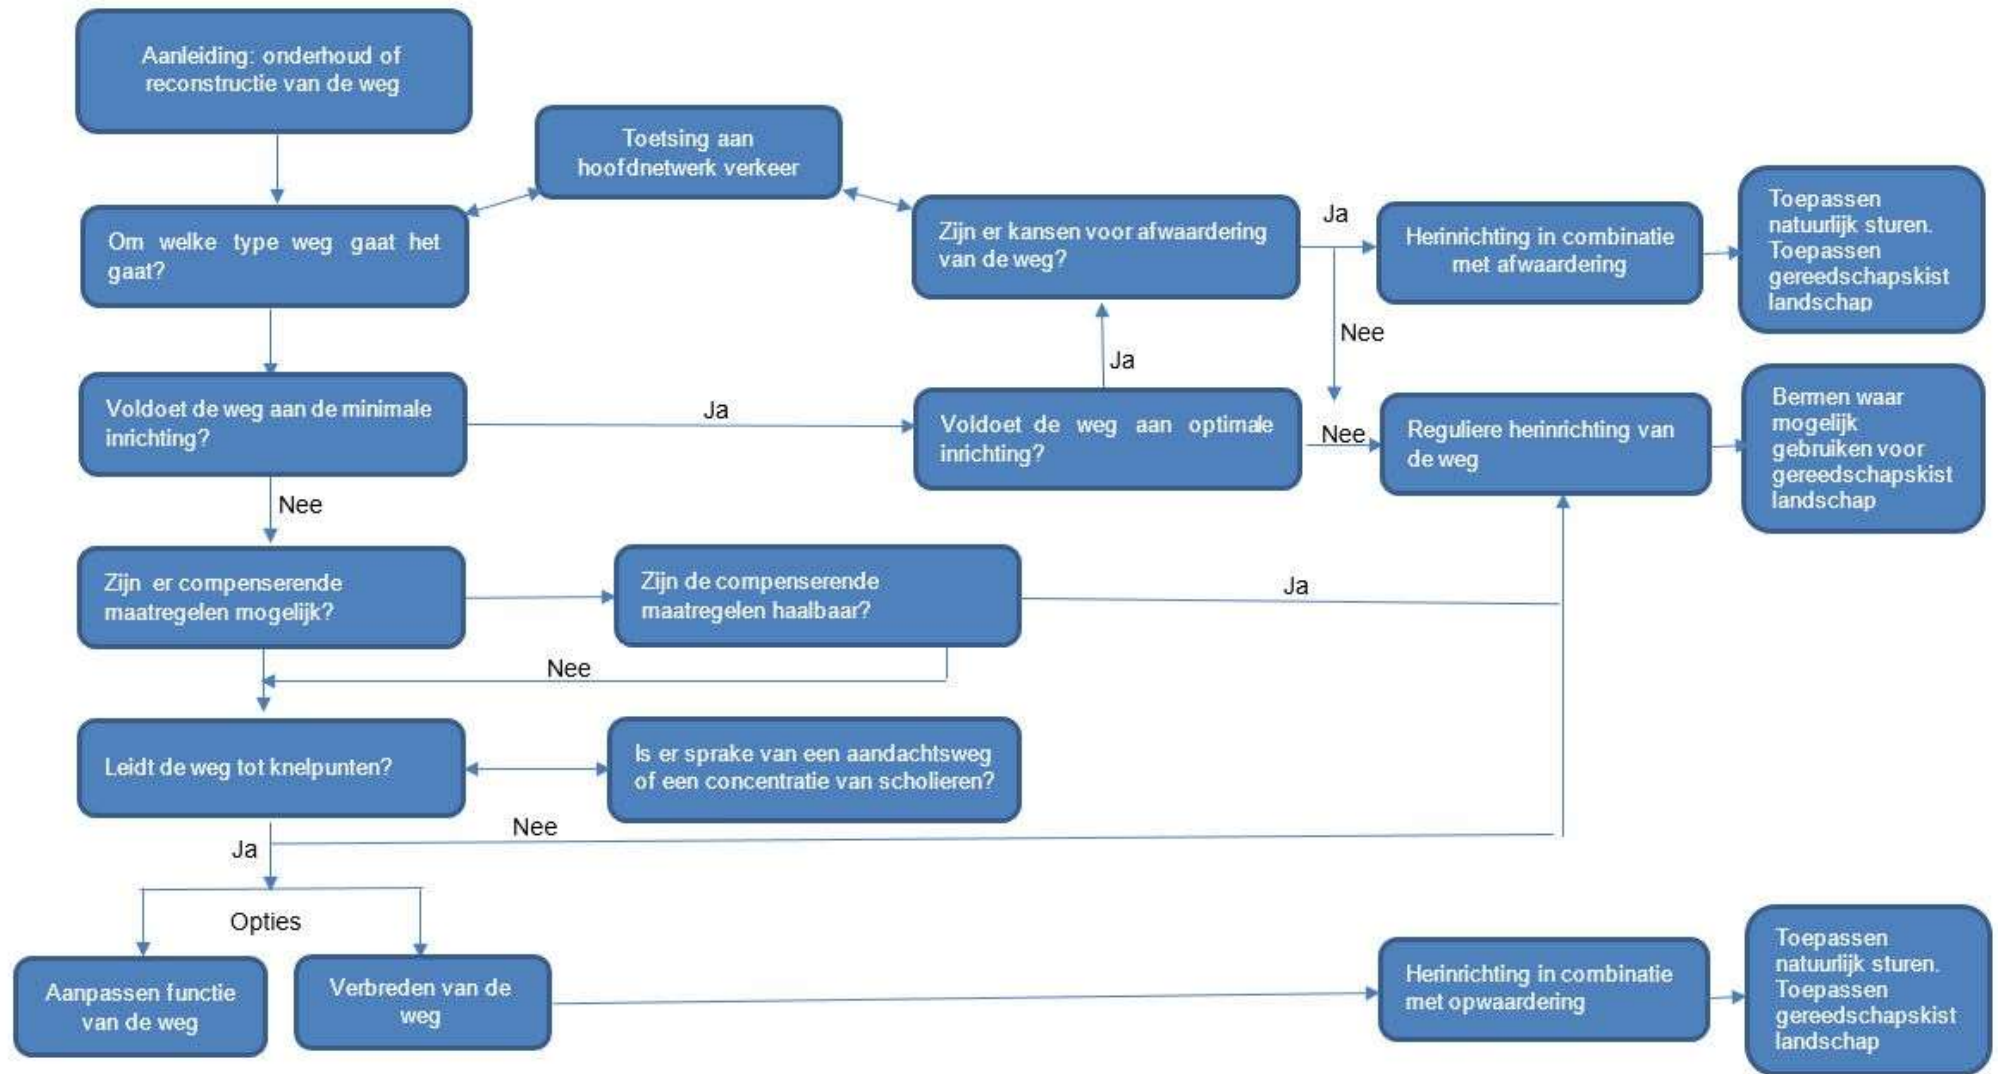 Aanleiding: onderhoud of
reconstructie van de weg
Toetsing aan
hoofdnetwerk verkeer
Om welke type weg gaat het
gaat?
Zijn er kansen voor afwaardering
van de weg?
Ja
Herinrichting in combinatie
met afwaardering
Toepassen
natuurlijk sturen.
Toepassen
gereedschapskist
landschap
Nee
Ja
Voldoet de weg aan de minimale
inrichting?
Ja
Voldoet de weg aan optimale
inrichting?
Nee
Reguliere herinrichting van
de weg
Bermen waar
mogelijk
gebruiken voor
gereedschapskist
landschap
Nee
Zijn er compenserende
maatregelen mogelijk?
Zijn de compenserende
maatregelen haalbaar?
Ja
Nee
Leidt de weg tot knelpunten?
Is er sprake van een aandachtsweg
of een concentratie van scholieren?
Nee
Ja
Opties
Aanpassen functie
van de weg
Verbreden van de
weg
Herinrichting in combinatie
met opwaardering
Toepassen
natuurlijk sturen.
Toepassen
gereedschapskist
landschap